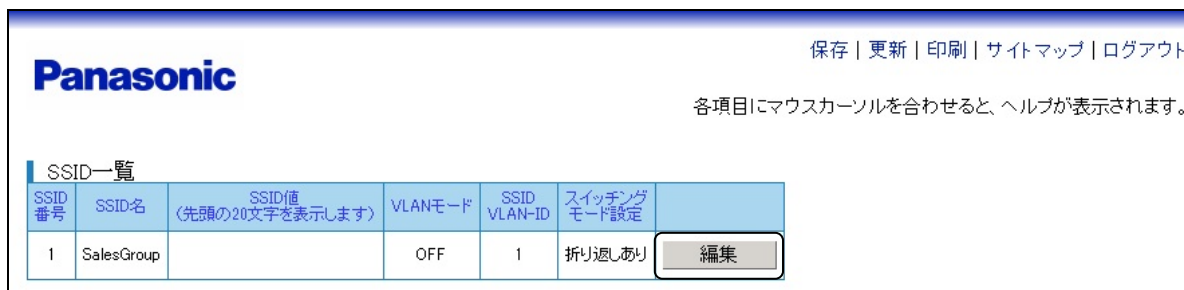 保存 | 更新 | 印刷 | サイトマップ | ログアウト
Panasonic
各項目にマウスカーソルを合わせると、ヘルプが表示されます。
SSID一覧
SSID番号 SSID名 SSID値(先頭の20文字を表示します) VLANモード SSID VLAN-ID スイッチングモード設定
1 SalesGroup OFF 1 折り返しあり 編集